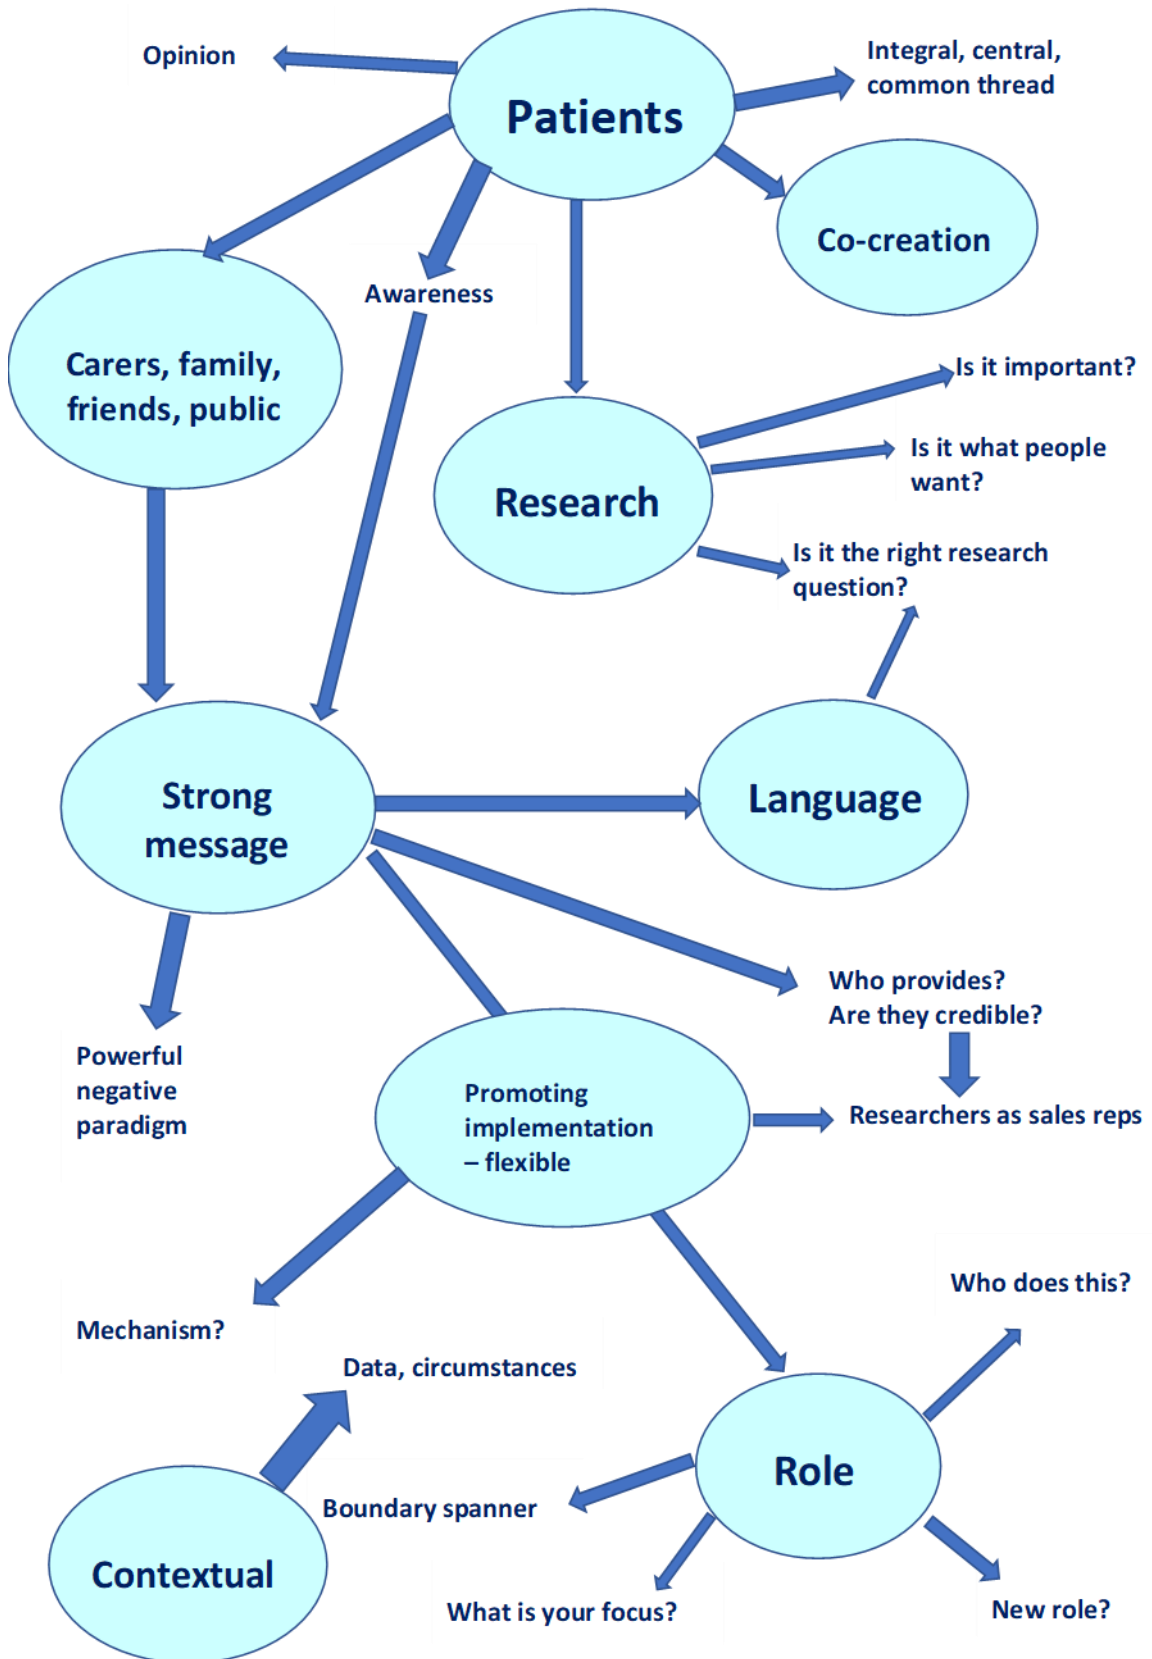 Opinion
Patients
Integral, central,
common thread
Co-creation
Awareness
Carers, family,
friends, public
Is it important?
Is it what people
want?
Research
Is it the right research
question?
Strong
message
Language
Who provides?
Are they credible?
Powerful
negative
paradigm
Promoting
implementation
– flexible
Researchers as sales reps
Who does this?
Mechanism?
Data, circumstances
Role
Boundary spanner
Contextual
What is your focus?
New role?